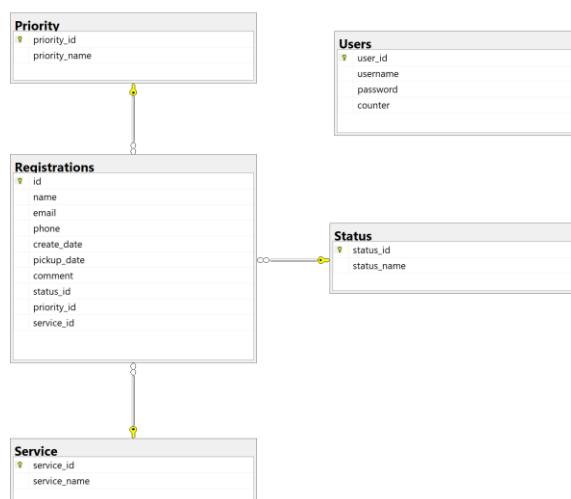 Priority
priority_id
priority_name
Users
user_id
username
password
counter
Registrations
id
name
email
phone
create_date
pickup_date
comment
status_id
priority_id
service_id
Status
status_id
status_name
Service
service_id
service_name